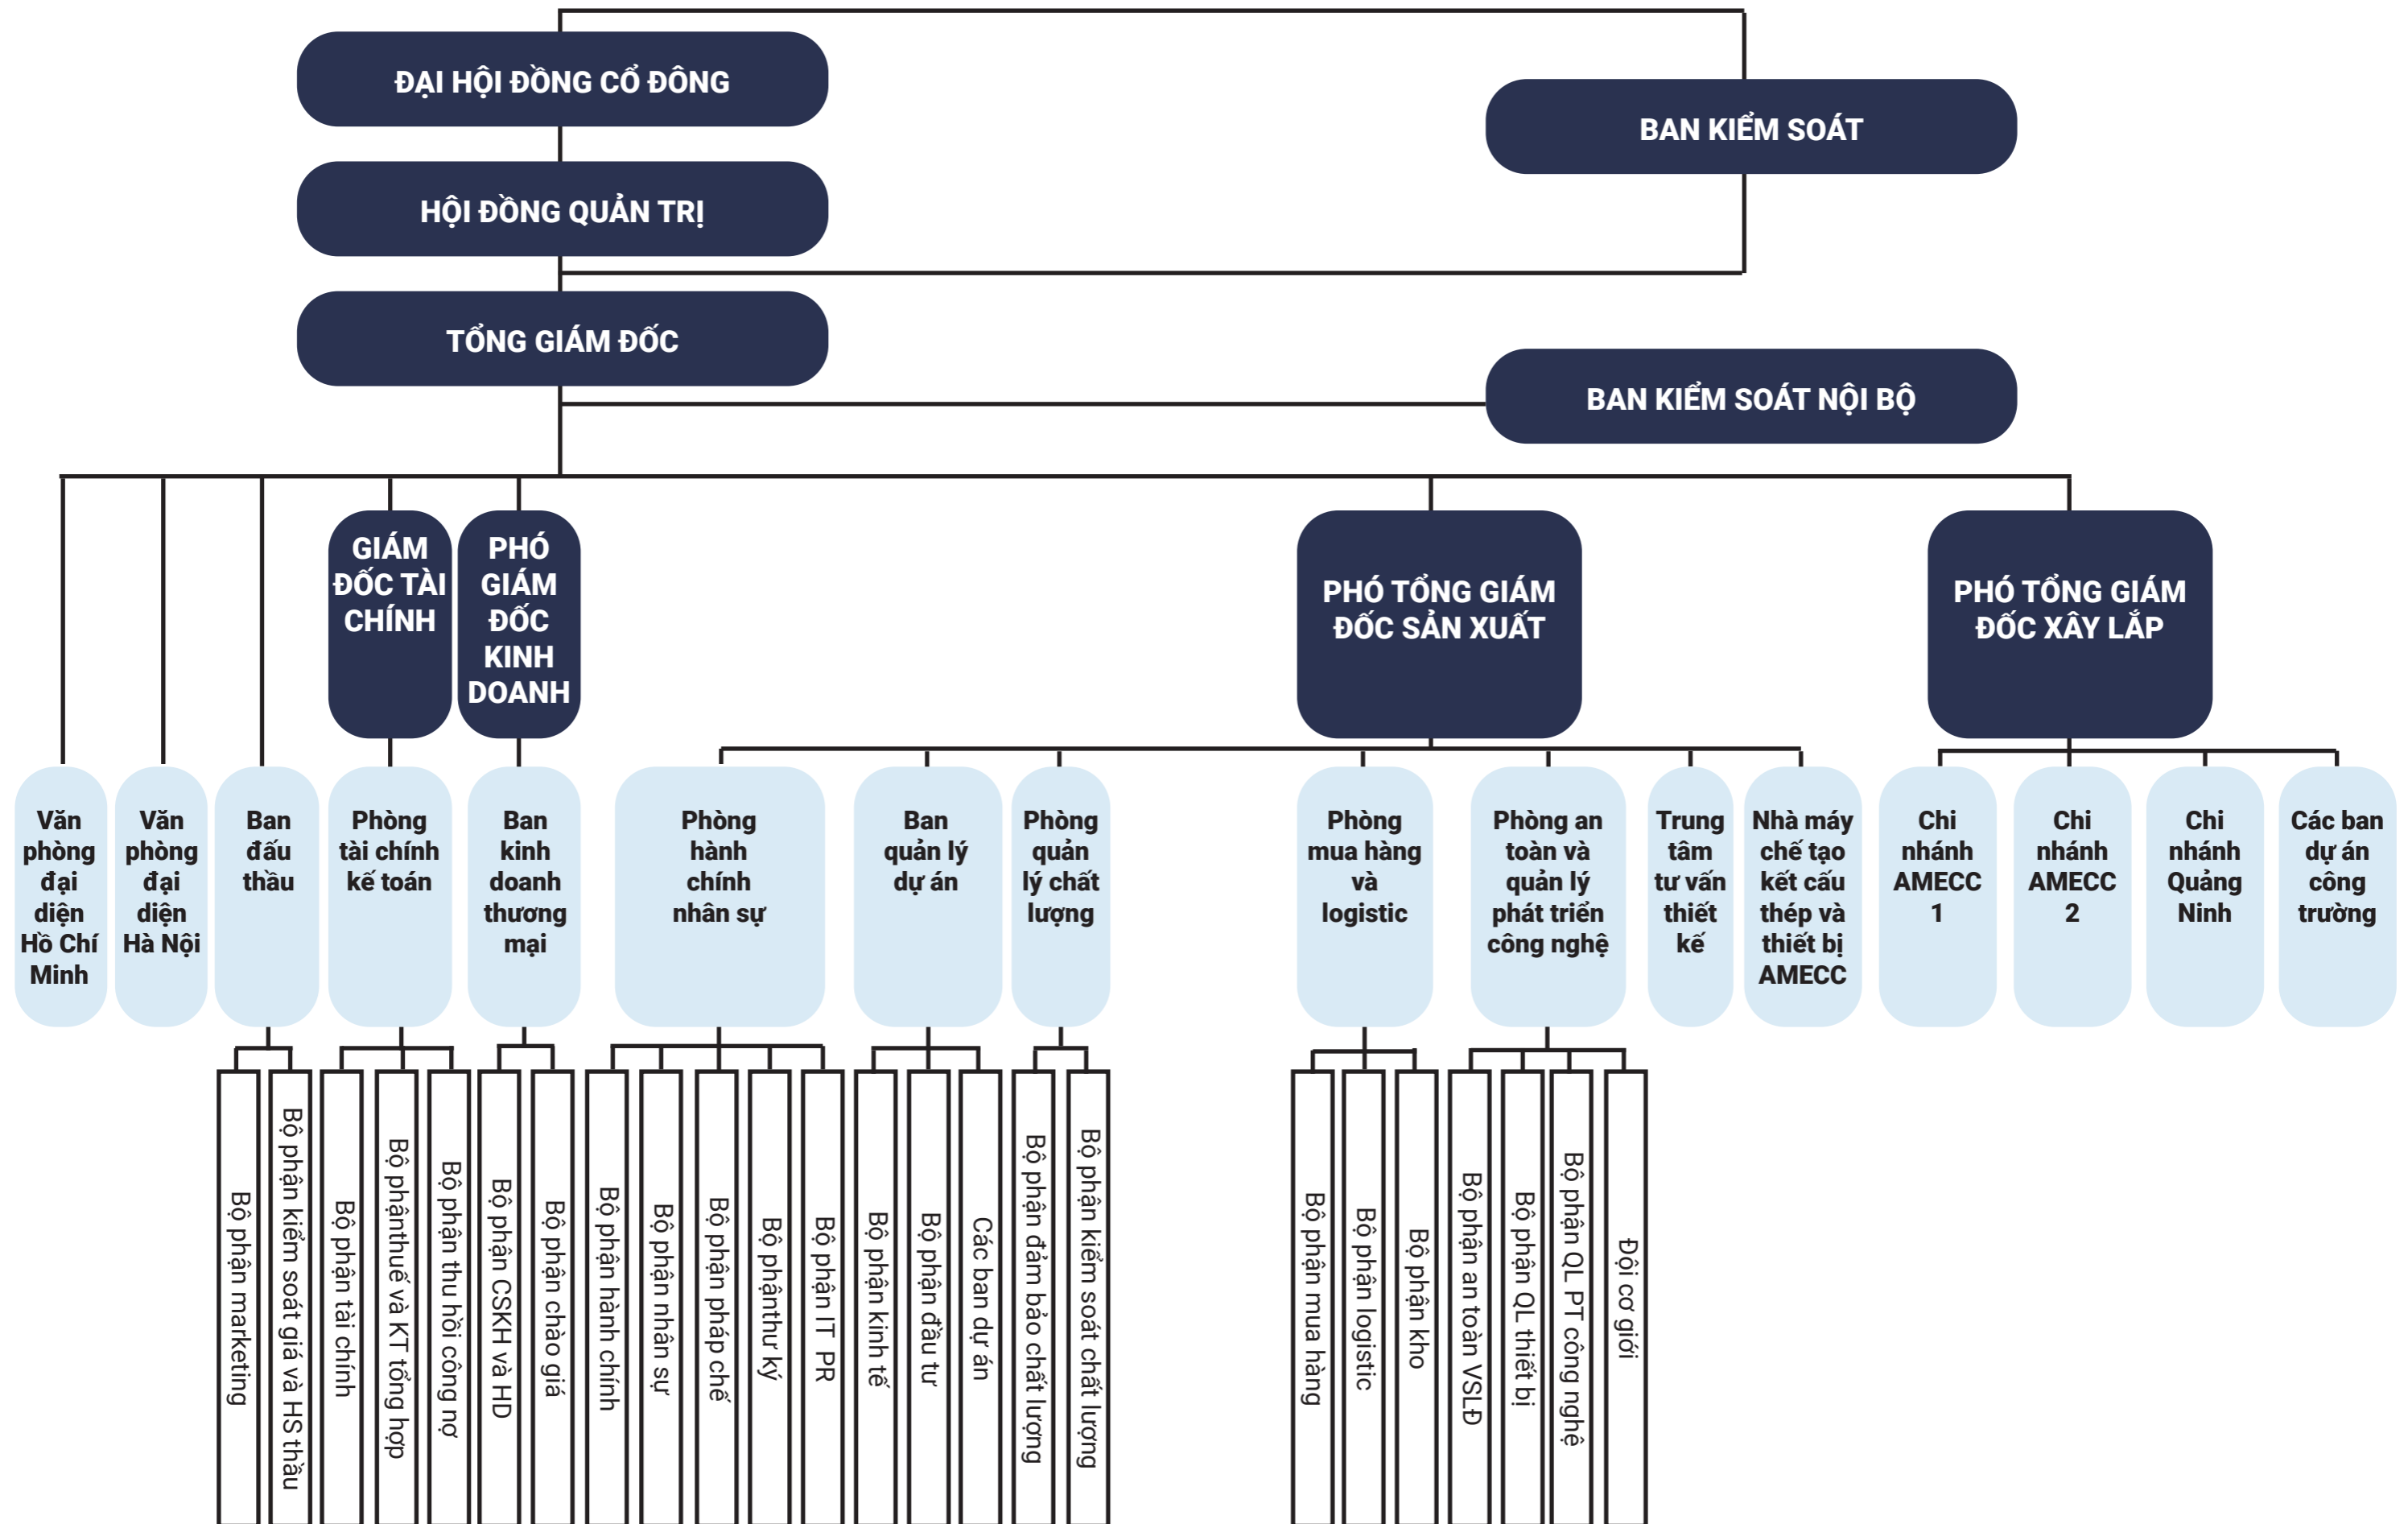 ĐẠI HỘI ĐỒNG CỔ ĐÔNG
BAN KIỂM SOÁT
HỘI ĐỒNG QUẢN TRỊ
TỔNG GIÁM ĐỐC
BAN KIỂM SOÁT NỘI BỘ
GIÁM
ĐỐC TÀI
CHÍNH
PHÓ
GIÁM
ĐỐC
KINH
DOANH
PHÓ TỔNG GIÁM
ĐỐC SẢN XUẤT
PHÓ TỔNG GIÁM
ĐỐC XÂY LẮP
Văn
phòng
đại
diện
Hồ Chí
Minh
Văn
phòng
đại
diện
Hà Nội
Ban
đấu
thầu
Phòng
tài chính
kế toán
Ban
kinh
doanh
thương
mại
Phòng
hành
chính
nhân sự
Ban
quản lý
dự án
Phòng
quản
lý chất
lượng
Phòng
mua hàng
và
logistic
Phòng an
toàn và
quản lý
phát triển
công nghệ
Trung
tâm
tư vấn
thiết
kế
Nhà máy
chế tạo
kết cấu
thép và
thiết bị
AMECC
Chi
nhánh
AMECC
1
Chi
nhánh
AMECC
2
Chi
nhánh
Quảng
Ninh
Các ban
dự án
công
trường
Bộ phận marketing
Bộ phận kiểm soát giá và HS thầu
Bộ phận tài chính
Bộ phậnthuế và KT tổng hợp
Bộ phận thu hồi công nợ
Bộ phận CSKH và HD
Bộ phận chào giá
Bộ phận hành chính
Bộ phận nhân sự
Bộ phận pháp chế
Bộ phậnthư ký
Bộ phận IT PR
Bộ phận kinh tế
Bộ phận đầu tư
Các ban dự án
Bộ phận đảm bảo chất lượng
Bộ phận kiểm soát chất lượng
Bộ phận mua hàng
Bộ phận logistic
Bộ phận kho
Bộ phận an toàn VSLĐ
Bộ phận QL thiết bị
Bộ phận QL PT công nghệ
Đội cơ giới